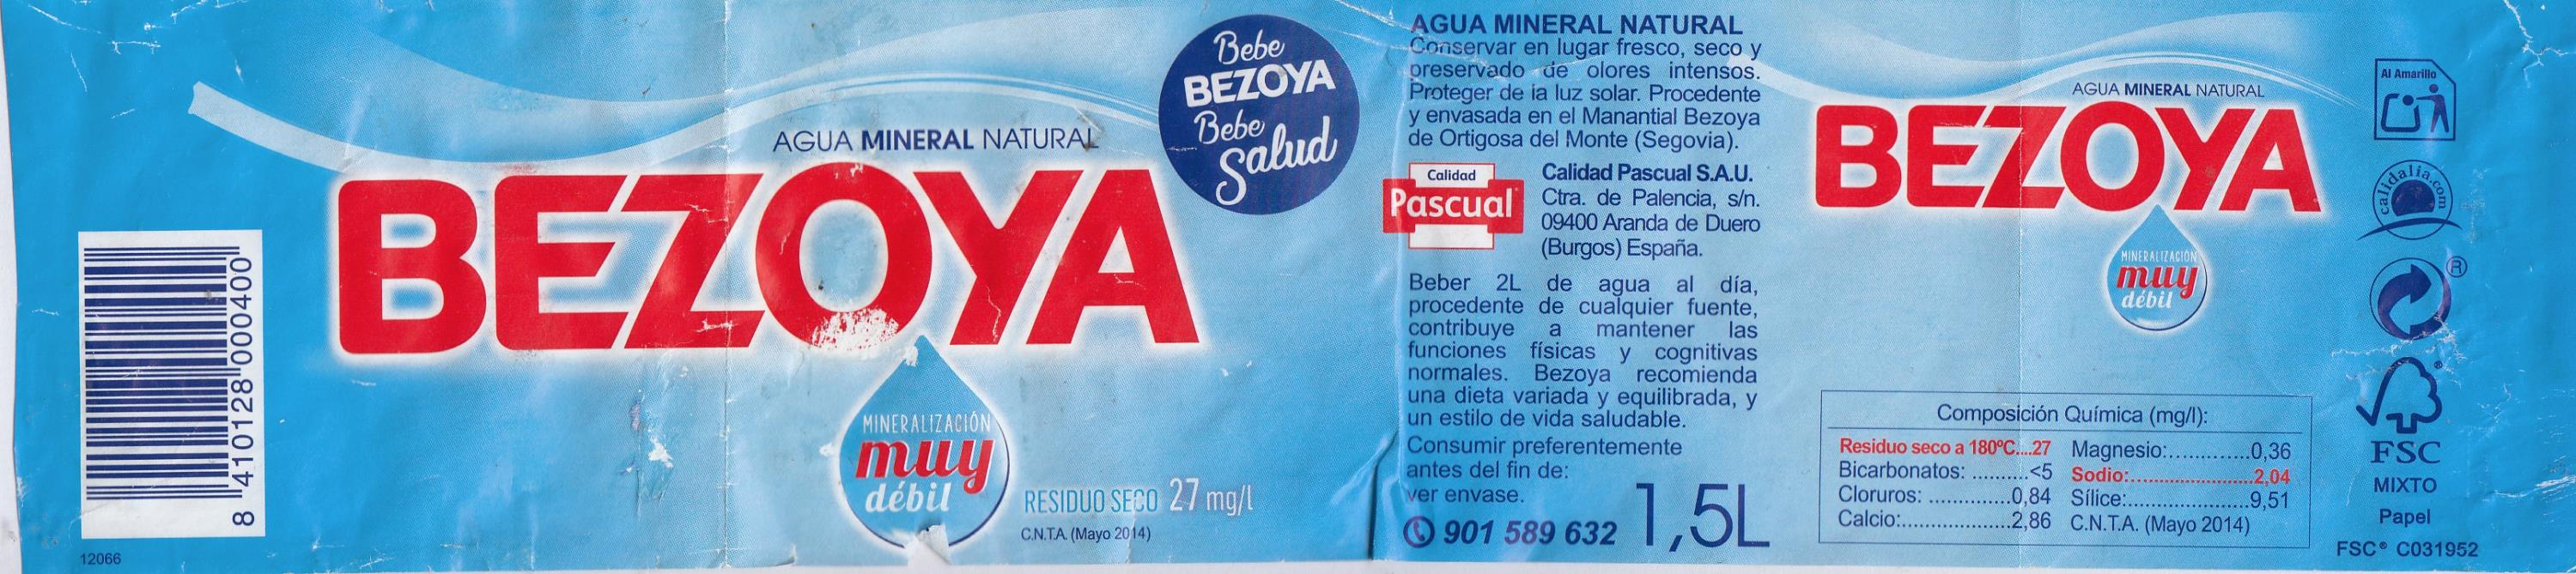 8 410128 000400
12066
AGUA MINERAL NATURAL
BEZOYA
MINERALIZACIÓN
muy
débil
RESIDUO SECO 27 mg/l
C.N.T.A. (Mayo 2014)
Bebe
BEZOYA
Bebe
Salud
AGUA MINERAL NATURAL
Conservar en lugar fresco, seco y
preservado de olores intensos.
Proteger de la luz solar. Procedente
y envasada en el Manantial Bezoya
de Ortigosa del Monte (Segovia).
Calidad
Pascual
Calidad Pascual S.A.U.
Ctra. de Palencia, s/n.
09400 Aranda de Duero
(Burgos) España.
Beber 2L de agua al día,
procedente de cualquier fuente,
contribuye a mantener las
funciones físicas y cognitivas
normales. Bezoya recomienda
una dieta variada y equilibrada, y
un estilo de vida saludable.
Consumir preferentemente
antes del fin de:
ver envase.
901 589 632
1,5L
AGUA MINERAL NATURAL
BEZOYA
MINERALIZACIÓN
muy
débil
Composición Química (mg/l):
Residuo seco a 180ºC....27
Bicarbonatos: ..........<5
Cloruros: ..............0,84
Calcio:...................2,86
Magnesio:..............0,36
Sodio:.....................2,04
Sílice:.....................9,51
C.N.T.A. (Mayo 2014)
Al Amarillo
calidalia.com
®
FSC
MIXTO
Papel
FSC® C031952